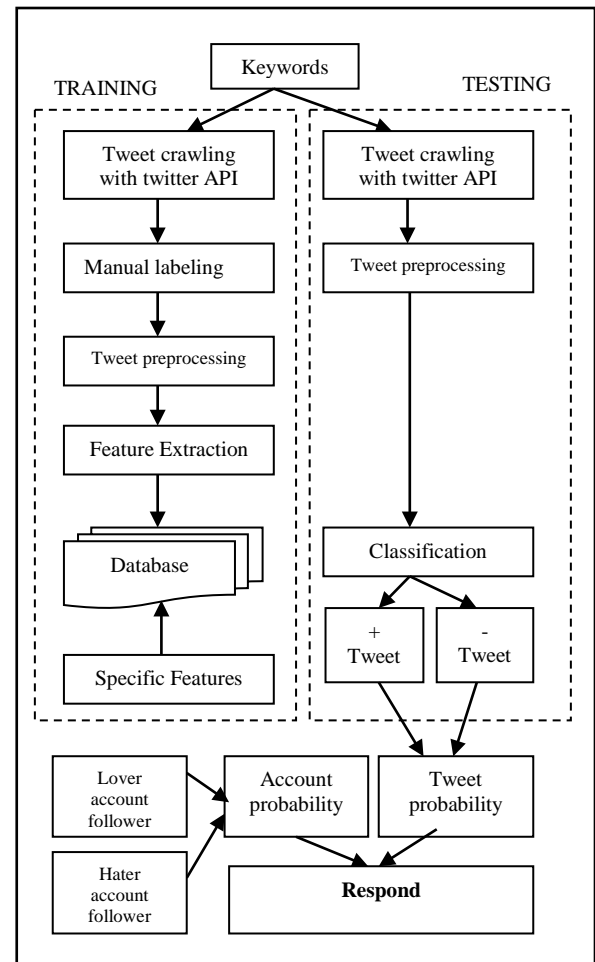 Keywords
TRAINING
TESTING
Tweet crawling
with twitter API
Tweet crawling
with twitter API
Manual labeling
Tweet preprocessing
Tweet preprocessing
Feature Extraction
Database
Classification
+
Tweet
-
Tweet
Specific Features
Lover
account
follower
Account
probability
Tweet
probability
Hater
account
follower
Respond